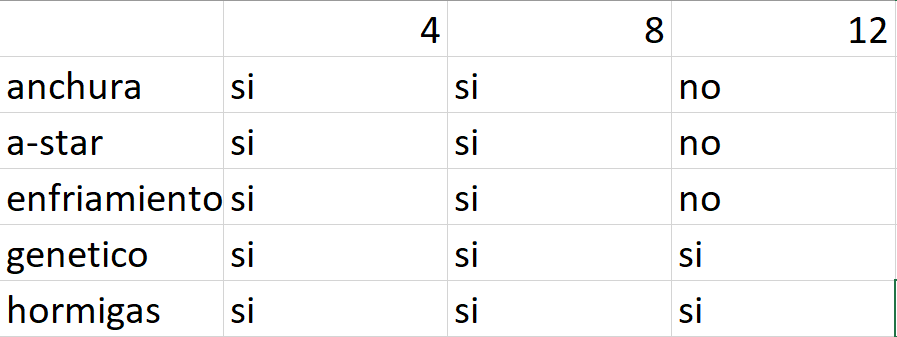 4 8 12
anchura si si no
a-star si si no
enfriamiento si si no
genetico si si si
hormigas si si si